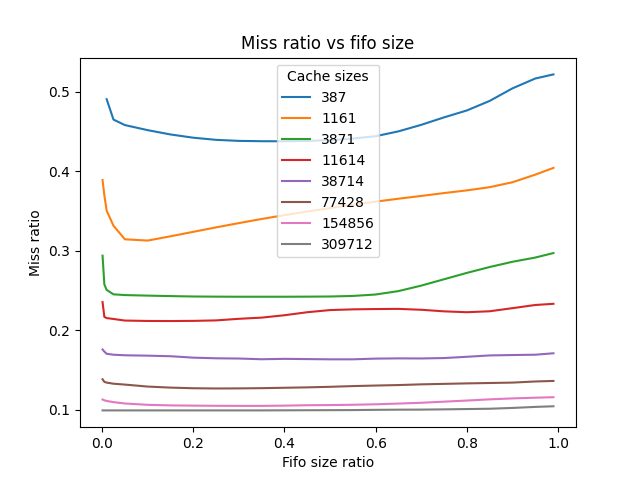 Miss ratio vs fifo size
Cache sizes
387
1161
3871
11614
38714
77428
154856
309712
0.5
0.4
0.3
0.2
0.1
Miss ratio
0.0 0.2 0.4 0.6 0.8 1.0
Fifo size ratio